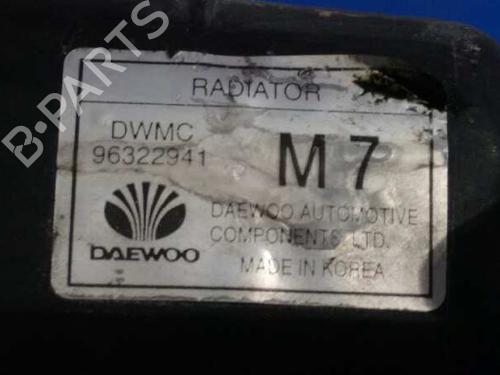 B-PARTS
RADIATOR
DWMC
96322941
M 7
DAEWOO
DAEWOO AUTOMOTIVE
COMPONENTS, LTD.
MADE IN KOREA